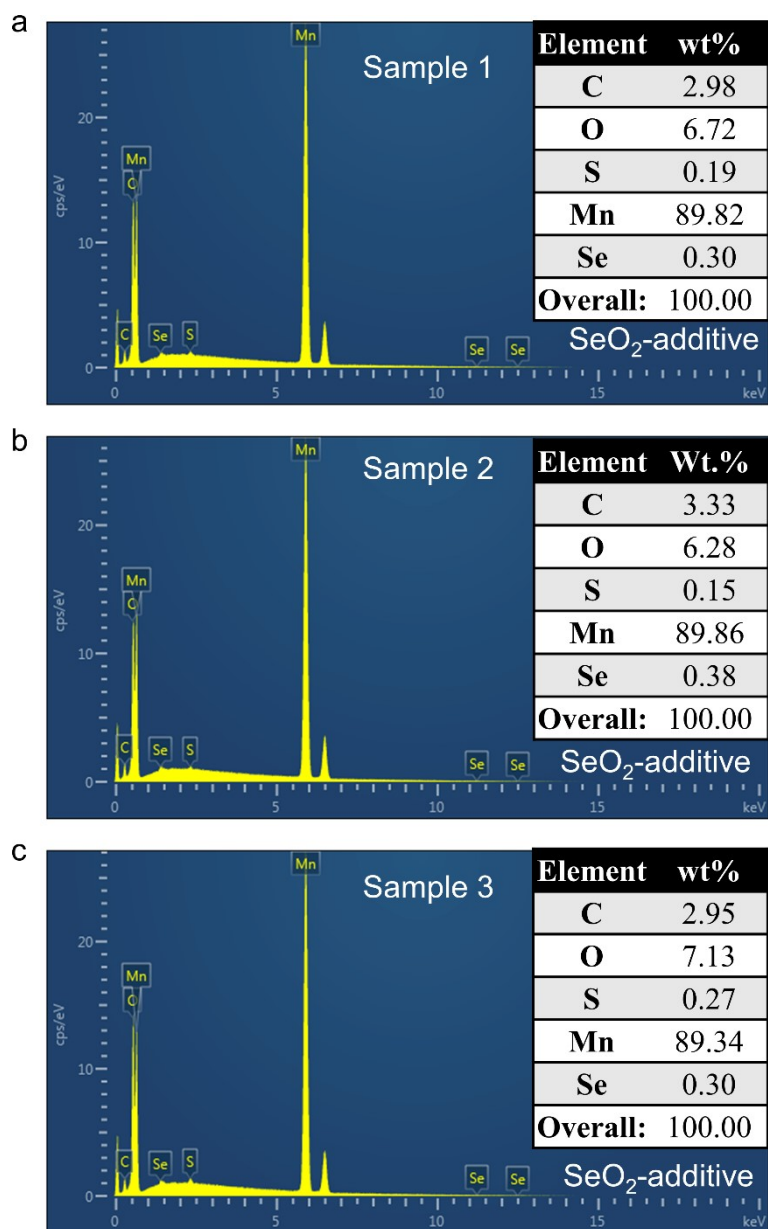 a
Sample 1
Element wt%
C 2.98
O 6.72
S 0.19
Mn 89.82
Se 0.30
Overall: 100.00
SeO₂-additive
Mn
Mn
O
C
Se
S
Se
Se
cps/eV
20
10
0
0 5 10 15 keV
b
Sample 2
Element Wt.%
C 3.33
O 6.28
S 0.15
Mn 89.86
Se 0.38
Overall: 100.00
SeO₂-additive
Mn
Mn
O
C
Se
S
Se
Se
cps/eV
20
10
0
0 5 10 15 keV
c
Sample 3
Element wt%
C 2.95
O 7.13
S 0.27
Mn 89.34
Se 0.30
Overall: 100.00
SeO₂-additive
Mn
Mn
O
C
Se
S
Se
Se
cps/eV
20
10
0
0 5 10 15 keV